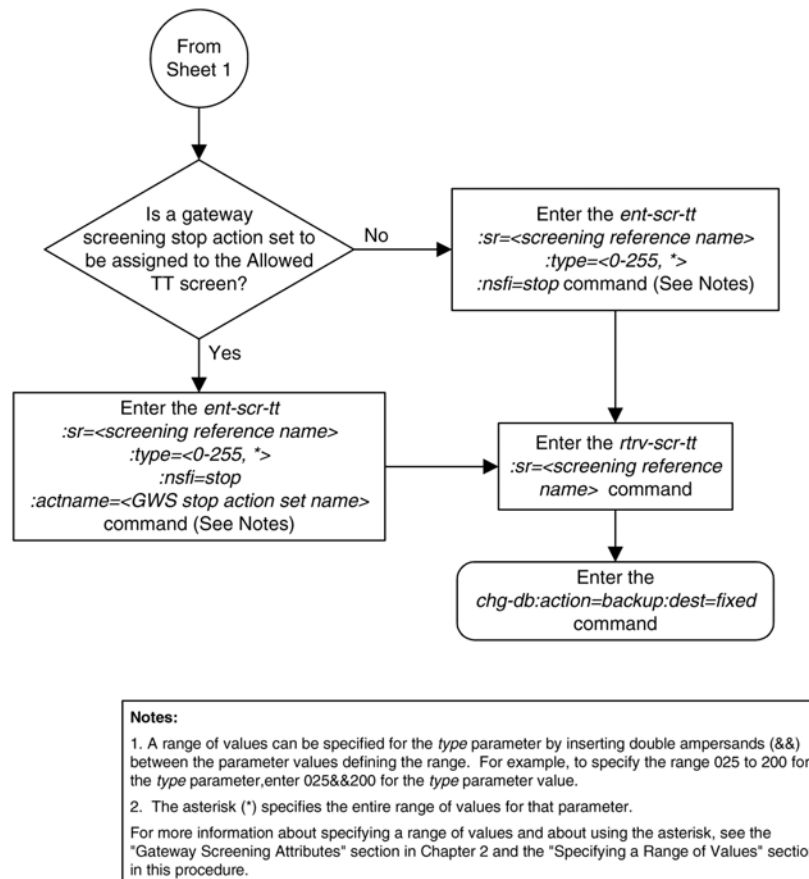 From
Sheet 1
Is a gateway
screening stop action set to
be assigned to the Allowed
TT screen?
No
Enter the ent-scr-tt
:sr=<screening reference name>
:type=<0-255, *>
:nsfi=stop command (See Notes)
Yes
Enter the ent-scr-tt
:sr=<screening reference name>
:type=<0-255, *>
:nsfi=stop
:actname=<GWS stop action set name>
command (See Notes)
Enter the rtrv-scr-tt
:sr=<screening reference
name> command
Enter the
chg-db:action=backup:dest=fixed
command
Notes:
1. A range of values can be specified for the type parameter by inserting double ampersands (&&)
between the parameter values defining the range. For example, to specify the range 025 to 200 for
the type parameter,enter 025&&200 for the type parameter value.
2. The asterisk (*) specifies the entire range of values for that parameter.
For more information about specifying a range of values and about using the asterisk, see the
"Gateway Screening Attributes" section in Chapter 2 and the "Specifying a Range of Values" section
in this procedure.